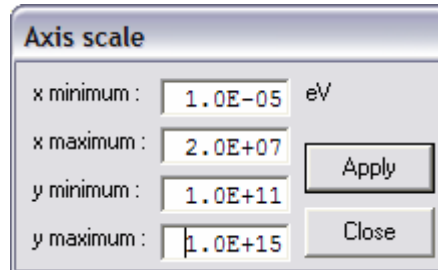 Axis scale
x minimum : 1.0E-05 eV
x maximum : 2.0E+07
Apply
y minimum : 1.0E+11
y maximum : 1.0E+15
Close